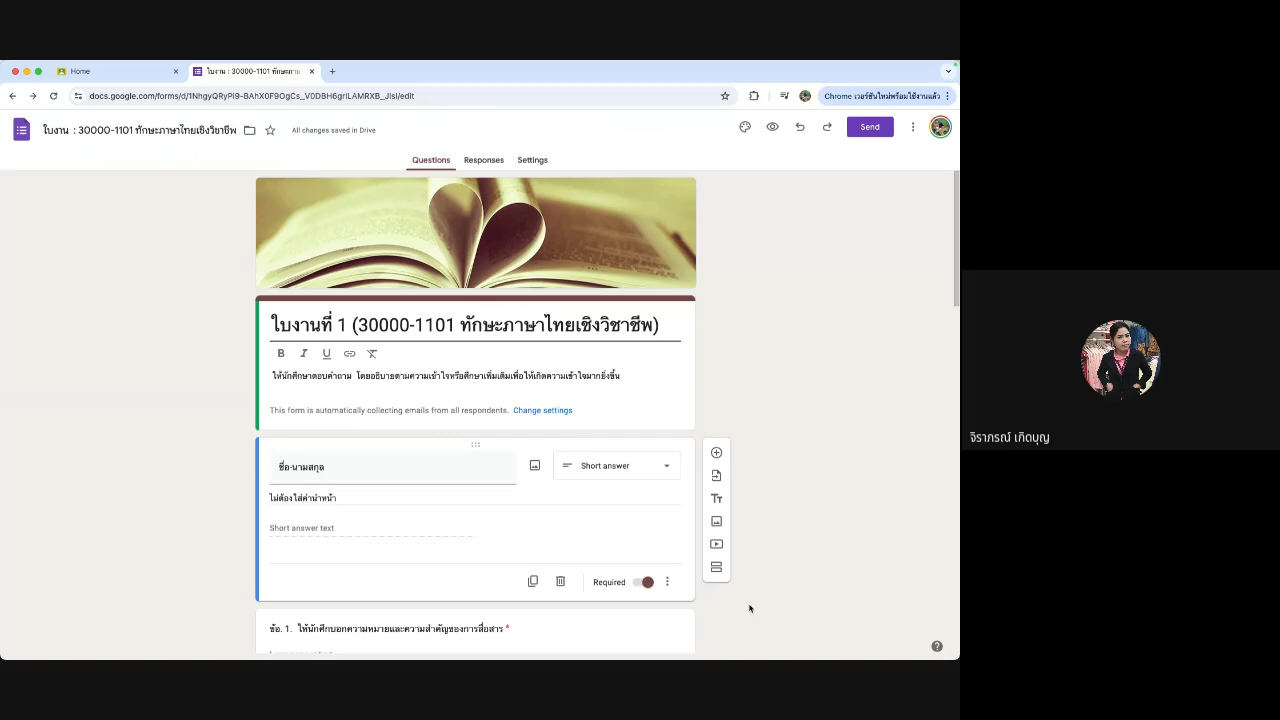 Home
ใบงาน : 30000-1101 ทักษะภาษ
docs.google.com/forms/d/
/edit
Chrome เวอร์ชันใหม่พร้อมใช้งานแล้ว
ใบงาน : 30000-1101 ทักษะภาษาไทยเชิงวิชาชีพ
All changes saved in Drive
Send
Questions
Responses
Settings
ใบงานที่ 1 (30000-1101 ทักษะภาษาไทยเชิงวิชาชีพ)
B I U
ให้นักศึกษาตอบคำถาม โดยอธิบายตามความเข้าใจหรือศึกษาเพิ่มเติมเพื่อให้เกิดความเข้าใจมากยิ่งขึ้น
This form is automatically collecting emails from all respondents. Change settings
ชื่อ-นามสกุล
Short answer
ไม่ต้องใส่คำนำหน้า
Short answer text
Tт
Required
ข้อ. 1. ให้นักศึกบอกความหมายและความสำคัญของการสื่อสาร *
จิราภรณ์ เกิดบุญ